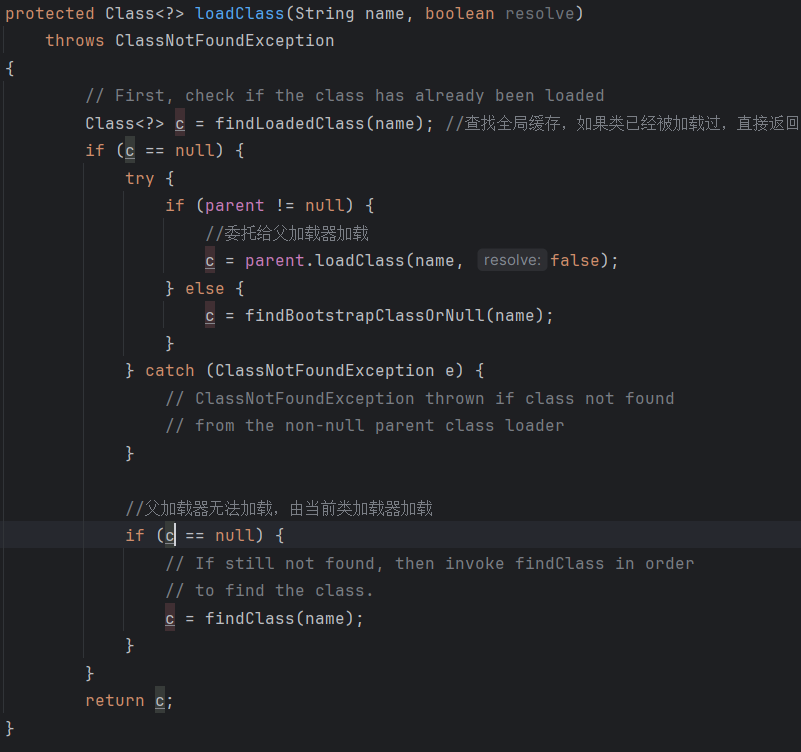 protected Class<?> loadClass(String name, boolean resolve)
    throws ClassNotFoundException
{
        // First, check if the class has already been loaded
        Class<?> c = findLoadedClass(name); //查找全局缓存，如果类已经被加载过，直接返回
        if (c == null) {
            try {
                if (parent != null) {
                    //委托给父加载器加载
                    c = parent.loadClass(name, resolve: false);
                } else {
                    c = findBootstrapClassOrNull(name);
                }
            } catch (ClassNotFoundException e) {
                // ClassNotFoundException thrown if class not found
                // from the non-null parent class loader
            }
            //父加载器无法加载，由当前类加载器加载
            if (c == null) {
                // If still not found, then invoke findClass in order
                // to find the class.
                c = findClass(name);
            }
        }
        return c;
}